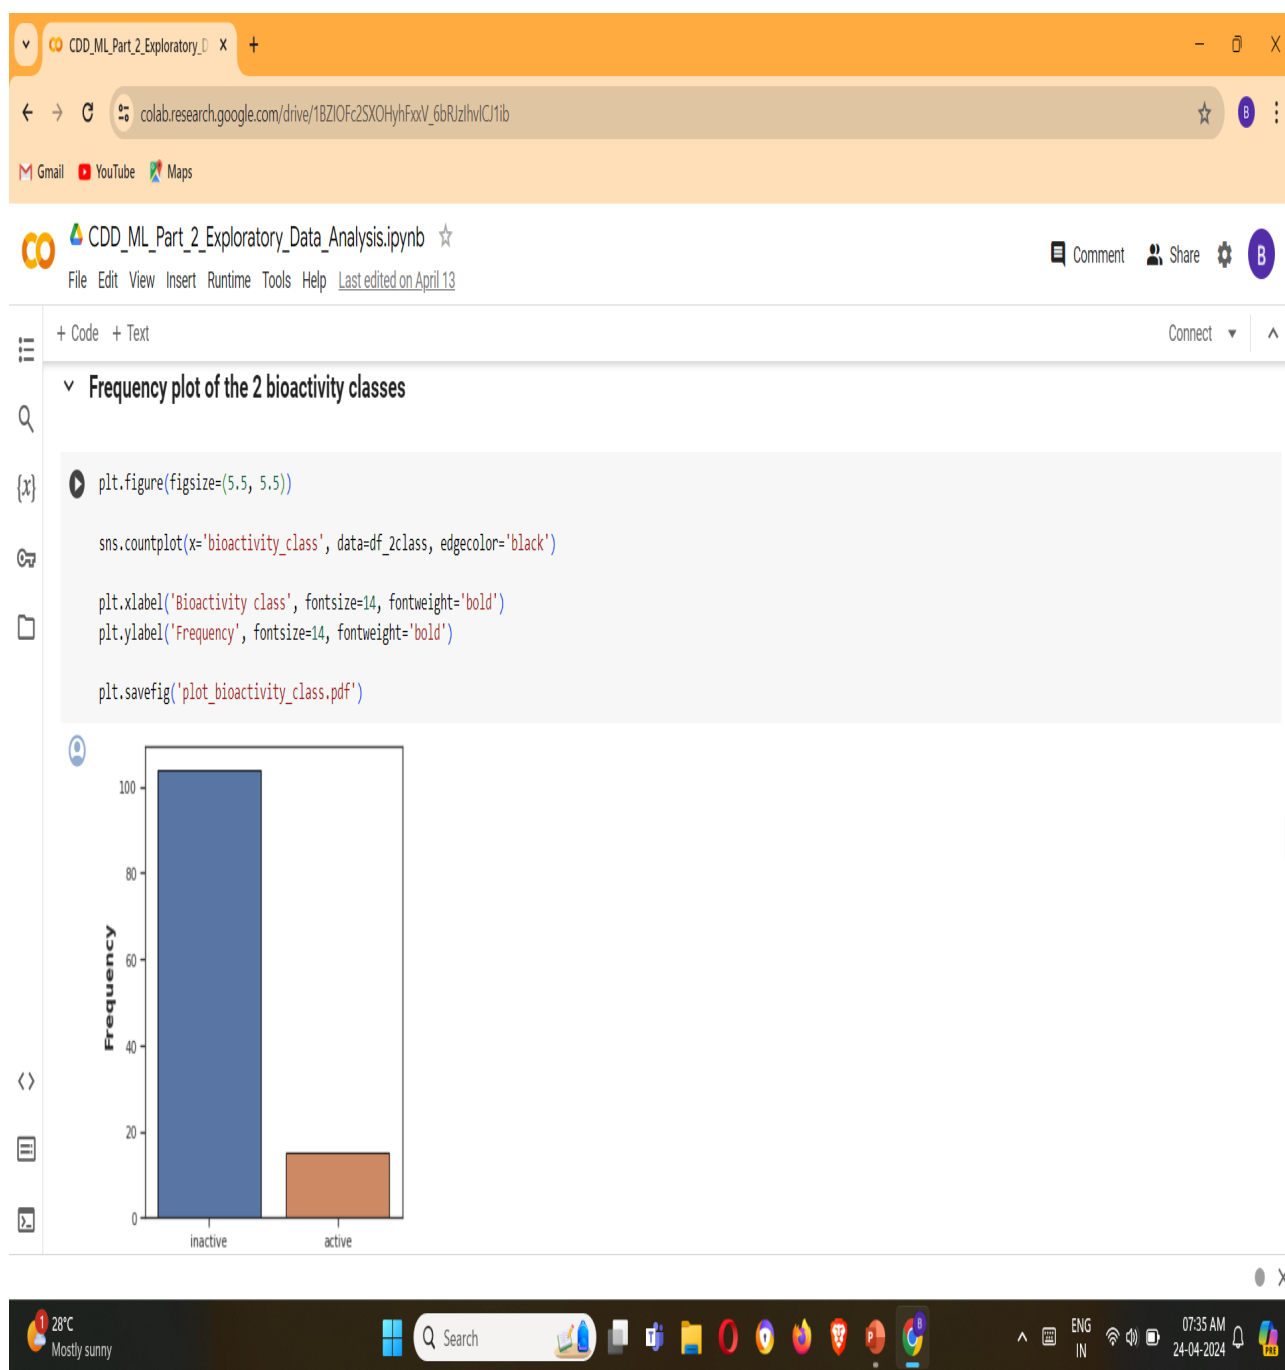 CDD_ML_Part_2_Exploratory_D
colab.research.google.com/drive/1BZIOFc2SXOHyhFxxV_6bRJzIhvICJ1ib
B
Gmail YouTube Maps
CDD_ML_Part_2_Exploratory_Data_Analysis.ipynb
File Edit View Insert Runtime Tools Help Last edited on April 13
Comment Share B
+ Code + Text Connect
Frequency plot of the 2 bioactivity classes
{x}
plt.figure(figsize=(5.5, 5.5))
sns.countplot(x='bioactivity_class', data=df_2class, edgecolor='black')
plt.xlabel('Bioactivity class', fontsize=14, fontweight='bold')
plt.ylabel('Frequency', fontsize=14, fontweight='bold')
plt.savefig('plot_bioactivity_class.pdf')
100
80
60
40
20
0
Frequency
inactive active
1
28°C
Mostly sunny
Search
ENG
IN
07:35 AM
24-04-2024
PRE